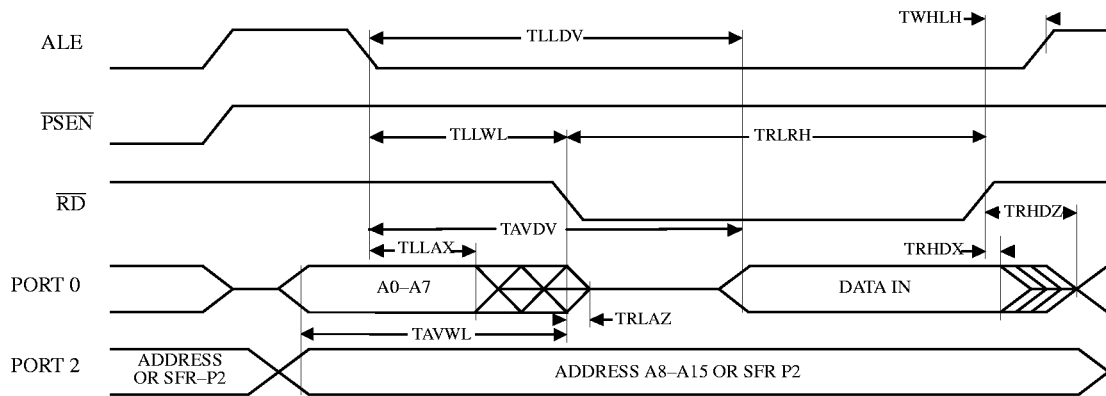 TWHLH
ALE
TLLDV
PSEN
TLLWL
TRLRH
RD
TRHDZ
TAVDV
TLLAX
TRHDX
PORT 0
A0–A7
DATA IN
TRLAZ
TAVWL
PORT 2
ADDRESS
OR SFR–P2
ADDRESS A8–A15 OR SFR P2